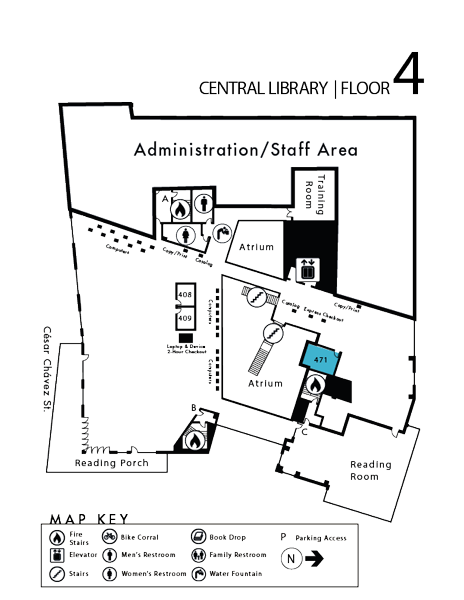 CENTRAL LIBRARY | FLOOR 4
Administration/Staff Area
Training
Room
A
Atrium
Computers
Copy/Print
Catalog
408
409
Computers
Laptop & Device
2-Hour Checkout
Computers
Catalog
Express Checkout
Copy/Print
471
Atrium
César Chávez St.
B
C
Reading Porch
Reading
Room
MAP KEY
Fire
Stairs
Bike Corral
Book Drop
P Parking Access
Elevator
Men's Restroom
Family Restroom
N
Stairs
Women's Restroom
Water Fountain